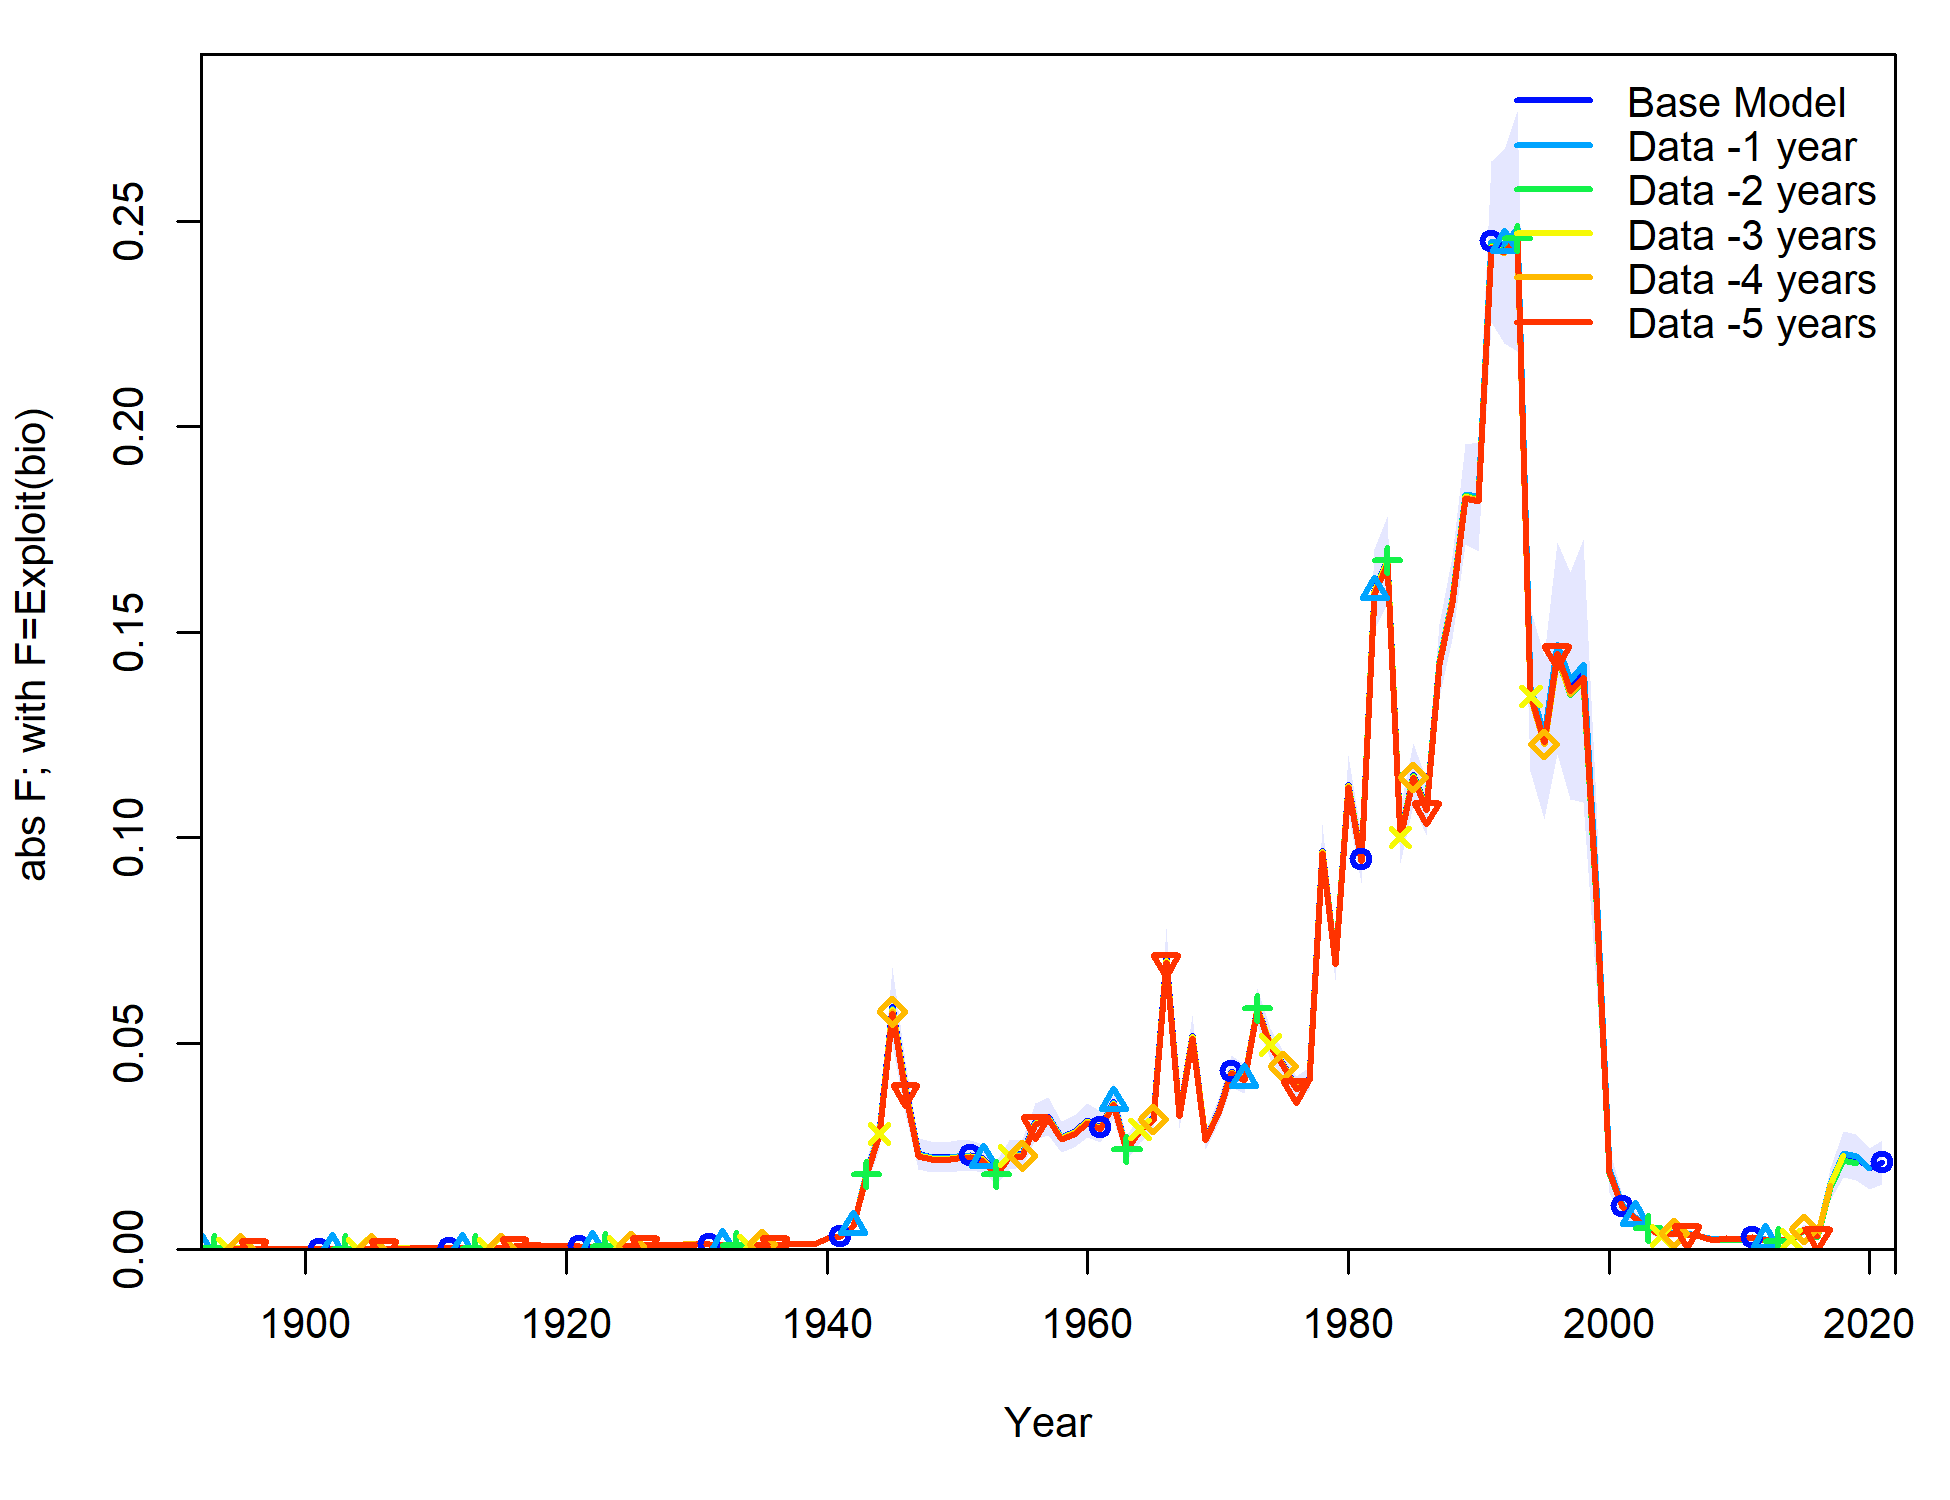 Base Model
Data -1 year
Data -2 years
Data -3 years
Data -4 years
Data -5 years
abs F; with F=Exploit(bio)
0.25
0.20
0.15
0.10
0.05
0.00
1900 1920 1940 1960 1980 2000 2020
Year